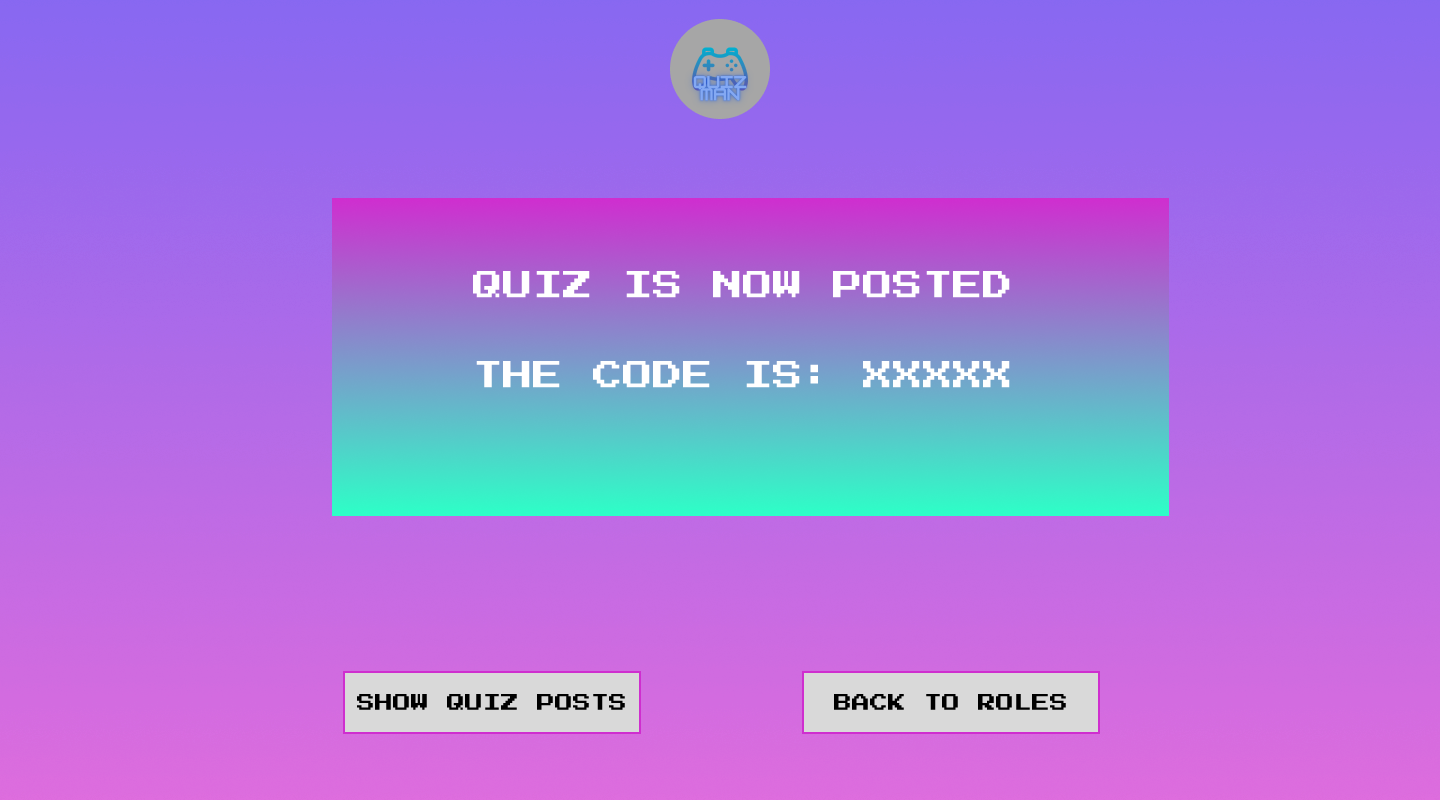 QUIZ
MAN
QUIZ IS NOW POSTED
THE CODE IS: XXXXX
SHOW QUIZ POSTS
BACK TO ROLES